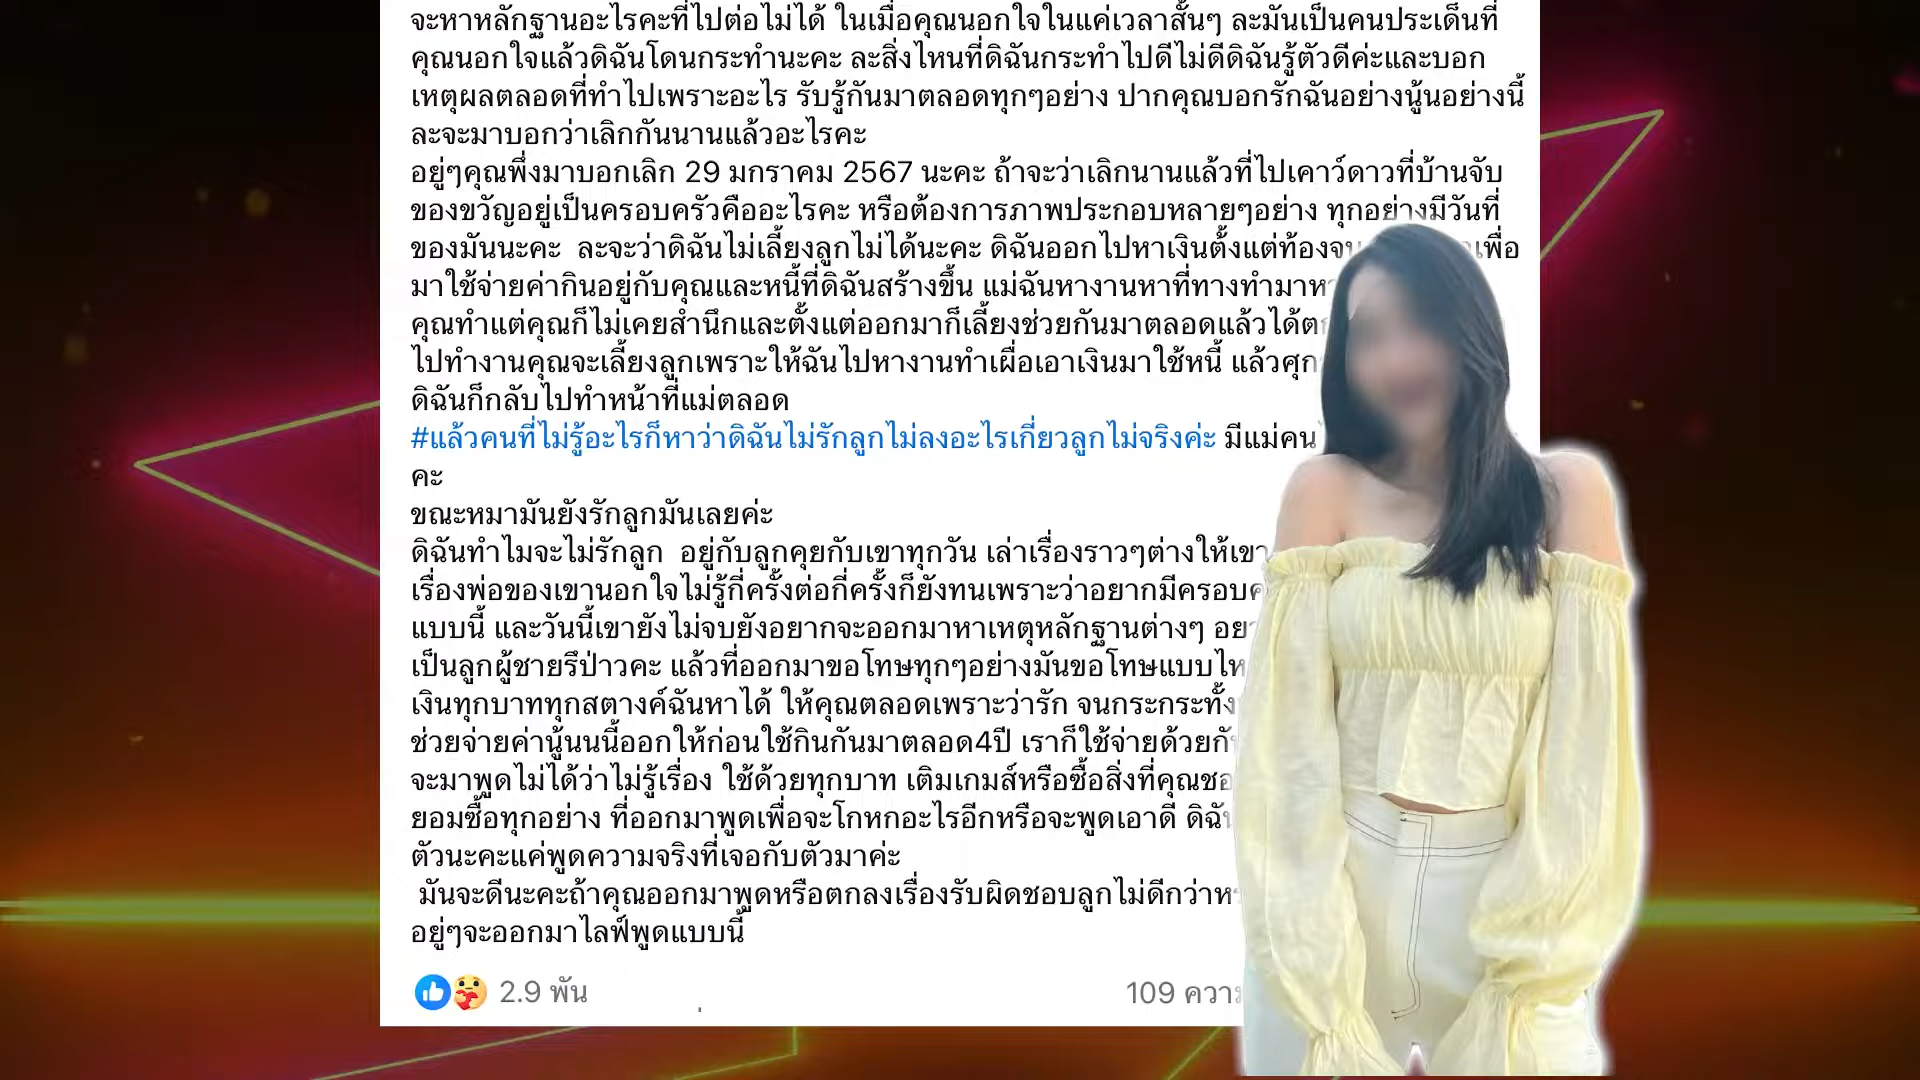 จะหาหลักฐานอะไรคะที่ไปต่อไม่ได้ ในเมื่อคุณนอกใจในแค่เวลาสั้นๆ ละมันเป็นคนประเด็นที่
คุณนอกใจแล้วดิฉันโดนกระทำนะคะ ละสิ่งไหนที่ดิฉันกระทำไปดีไม่ดีดิฉันรู้ตัวดีค่ะและบอก
เหตุผลตลอดที่ทำไปเพราะอะไร รับรู้กันมาตลอดทุกๆอย่าง ปากคุณบอกรักฉันอย่างนู้นอย่างนี้
ละจะมาบอกว่าเลิกกันนานแล้วอะไรคะ
อยู่ๆคุณพึ่งมาบอกเลิก 29 มกราคม 2567 นะคะ ถ้าจะว่าเลิกนานแล้วที่ไปเคาว์ดาวที่บ้านจับ
ของขวัญอยู่เป็นครอบครัวคืออะไรคะ หรือต้องการภาพประกอบหลายๆอย่าง ทุกอย่างมีวันที่
ของมันนะคะ ละจะว่าดิฉันไม่เลี้ยงลูกไม่ได้นะคะ ดิฉันออกไปหาเงินตั้งแต่ท้องจน เพื่อ
มาใช้จ่ายค่ากินอยู่กับคุณและหนี้ที่ดิฉันสร้างขึ้น แม่ฉันหางานหาที่ทางทำมาหา
คุณทำแต่คุณก็ไม่เคยสำนึกและตั้งแต่ออกมาก็เลี้ยงช่วยกันมาตลอดแล้วได้
ไปทำงานคุณจะเลี้ยงลูกเพราะให้ฉันไปหางานทำเผื่อเอาเงินมาใช้หนี้ แล้วศุก
ดิฉันก็กลับไปทำหน้าที่แม่ตลอด
#แล้วคนที่ไม่รู้อะไรก็หาว่าดิฉันไม่รักลูกไม่ลงอะไรเกี่ยวลูกไม่จริงค่ะ มีแม่คน
คะ
ขณะหมามันยังรักลูกมันเลยค่ะ
ดิฉันทำไมจะไม่รักลูก อยู่กับลูกคุยกับเขาทุกวัน เล่าเรื่องราวๆต่างให้เขา
เรื่องพ่อของเขานอกใจไม่รู้กี่ครั้งต่อกี่ครั้งก็ยังทนเพราะว่าอยากมี
แบบนี้ และวันนี้เขายังไม่จบยังอยากจะออกมาหาเหตุหลักฐานต่างๆ
เป็นลูกผู้ชายรึป่าวคะ แล้วที่ออกมาขอโทษทุกๆอย่างมันขอโทษแบบไห
เงินทุกบาททุกสตางค์ฉันหาได้ ให้คุณตลอดเพราะว่ารัก จนกระกระทั้ง
ช่วยจ่ายค่านู้นนนี้ออกให้ก่อนใช้กินกันมาตลอด4ปี เราก็ใช้จ่ายด้วยกั
จะมาพูดไม่ได้ว่าไม่รู้เรื่อง ใช้ด้วยทุกบาท เติมเกมส์หรือซื้อสิ่งที่คุณชอ
ยอมซื้อทุกอย่าง ที่ออกมาพูดเพื่อจะโกหกอะไรอีกหรือจะพูดเอาดี ดิฉั
ตัวนะคะแค่พูดความจริงที่เจอกับตัวมาค่ะ
มันจะดีนะคะถ้าคุณออกมาพูดหรือตกลงเรื่องรับผิดชอบลูกไม่ดีกว่าห
อยู่ๆจะออกมาไลฟ์พูดแบบนี้
2.9 พัน
109 ความ